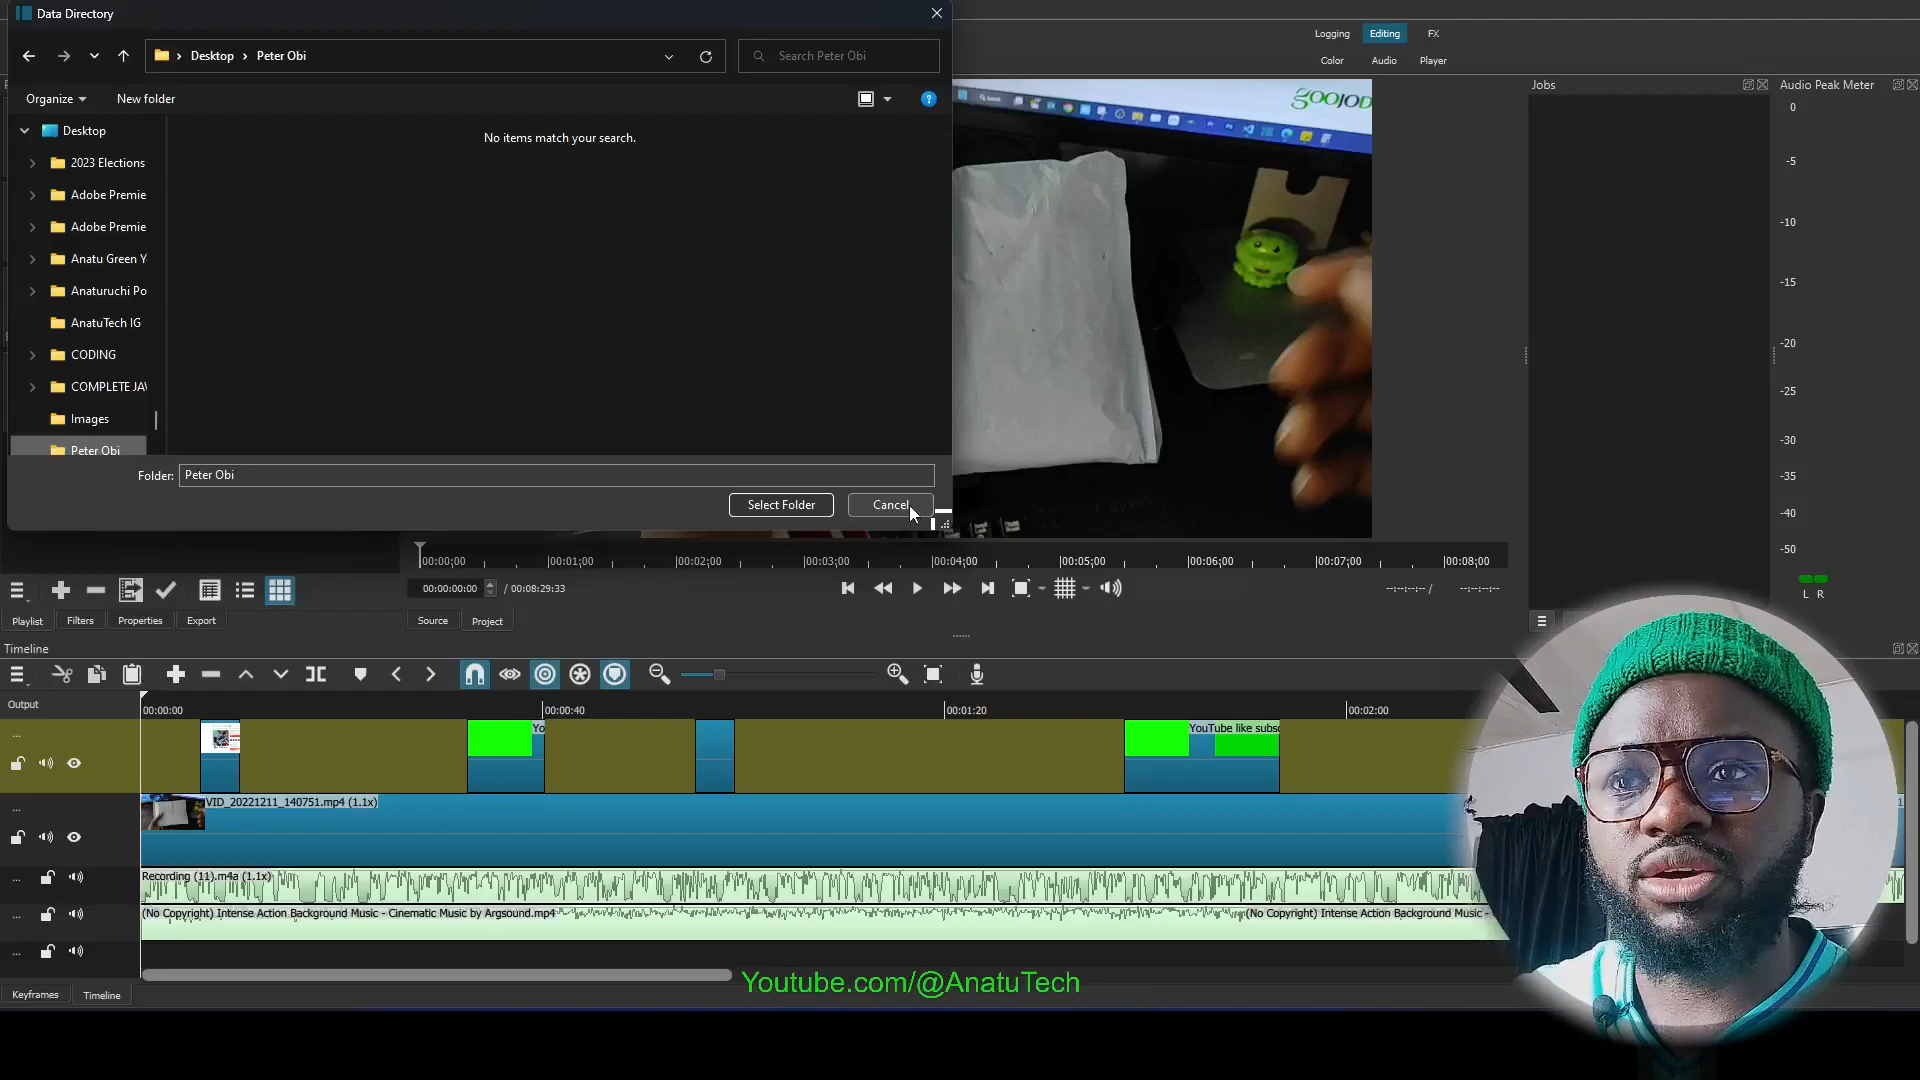 Data Directory
Desktop > Peter Obi
Search Peter Obi
Organize
New folder
Desktop
2023 Elections
Adobe Premie
Adobe Premie
Anatu Green Y
Anaturuchi Po
AnatuTech IG
CODING
COMPLETE JAV
Images
Peter Obi
No items match your search.
Folder: Peter Obi
Select Folder
Cancel
Logging
Editing
FX
Color
Audio
Player
Jobs
Audio Peak Meter
0
-5
-10
-15
-20
-25
-30
-35
-40
-50
L R
00:00;00
00:01;00
00:02;00
00:03;00
00:04;00
00:05;00
00:06;00
00:07;00
00:08;00
00:00:00:00 / 00:08:29:33
--:--:--:-- /
--:--:--:--
Playlist
Filters
Properties
Export
Source
Project
Timeline
Output
00:00:00
00:00:40
00:01:20
00:02:00
Yo
YouTube like subsc
VID_20221211_140751.mp4 (1.1x)
Recording (11).m4a (1.1x)
(No Copyright) Intense Action Background Music - Cinematic Music by Argsound.mp4
(No Copyright) Intense Action Background Music -
Keyframes
Timeline
Youtube.com/@AnatuTech